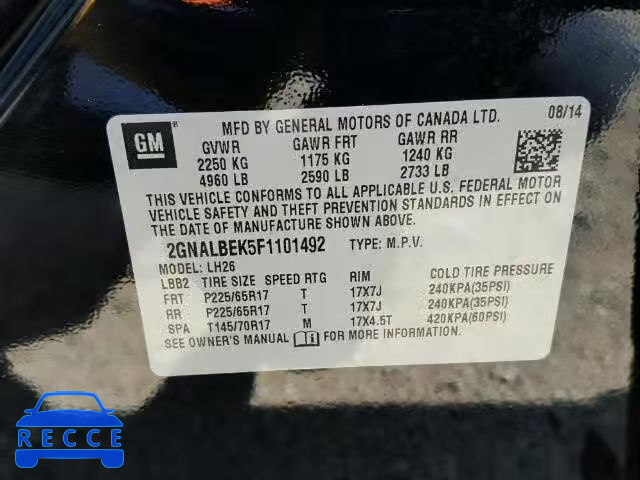 MFD BY GENERAL MOTORS OF CANADA LTD. 08/14
GM ®
GVWR GAWR FRT GAWR RR
2250 KG 1175 KG 1240 KG
4960 LB 2590 LB 2733 LB
THIS VEHICLE CONFORMS TO ALL APPLICABLE U.S. FEDERAL MOTOR
VEHICLE SAFETY AND THEFT PREVENTION STANDARDS IN EFFECT ON
THE DATE OF MANUFACTURE SHOWN ABOVE.
2GNALBEK5F1101492 TYPE: M.P.V.
MODEL: LH26
LBB2 TIRE SIZE SPEED RTG RIM COLD TIRE PRESSURE
FRT P225/65R17 T 17X7J 240KPA(35PSI)
RR P225/65R17 T 17X7J 240KPA(35PSI)
SPA T145/70R17 M 17X4.5T 420KPA(60PSI)
SEE OWNER'S MANUAL FOR MORE INFORMATION.
RECCE